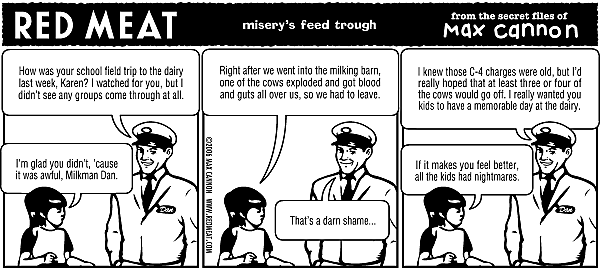 RED MEAT
misery's feed trough
from the secret files of
Max cannon
How was your school field trip to the dairy
last week, Karen? I watched for you, but I
didn't see any groups come through at all.
I'm glad you didn't, 'cause
it was awful, Milkman Dan.
Dan
©2008 MAX CANNON WWW.REDMEAT.COM
Right after we went into the milking barn,
one of the cows exploded and got blood
and guts all over us, so we had to leave.
That's a darn shame...
I knew those C-4 charges were old, but I'd
really hoped that at least three or four of
the cows would go off. I really wanted you
kids to have a memorable day at the dairy.
If it makes you feel better,
all the kids had nightmares.
Dan